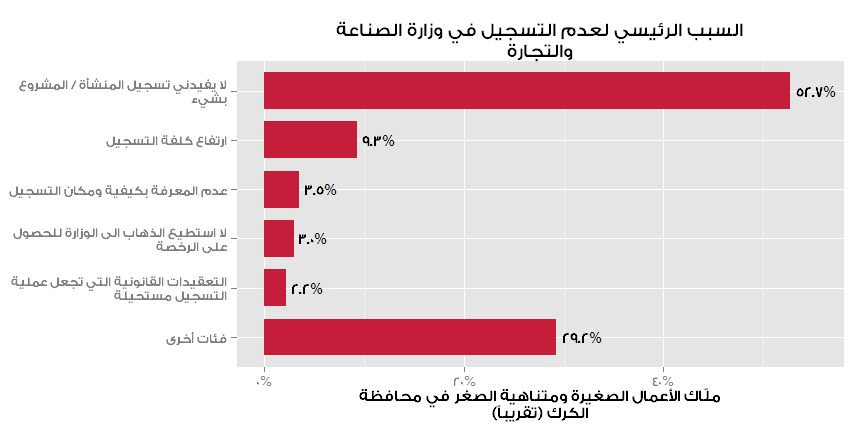 السبب الرئيسي لعدم التسجيل في وزارة الصناعة
والتجارة
لا يفيدني تسجيل المنشأة / المشروع
بشيء
٥٢.٧%
ارتفاع كلفة التسجيل
٩.٣%
عدم المعرفة بكيفية ومكان التسجيل
٣.٥%
لا استطيع الذهاب الى الوزارة للحصول
على الرخصة
٣.٠%
التعقيدات القانونية التي تجعل عملية
التسجيل مستحيلة
٢.٢%
فئات أخرى
٢٩.٢%
٠%
٢٠%
٤٠%
ملّاك الأعمال الصغيرة ومتناهية الصغر في محافظة
الكرك (تقريباً)